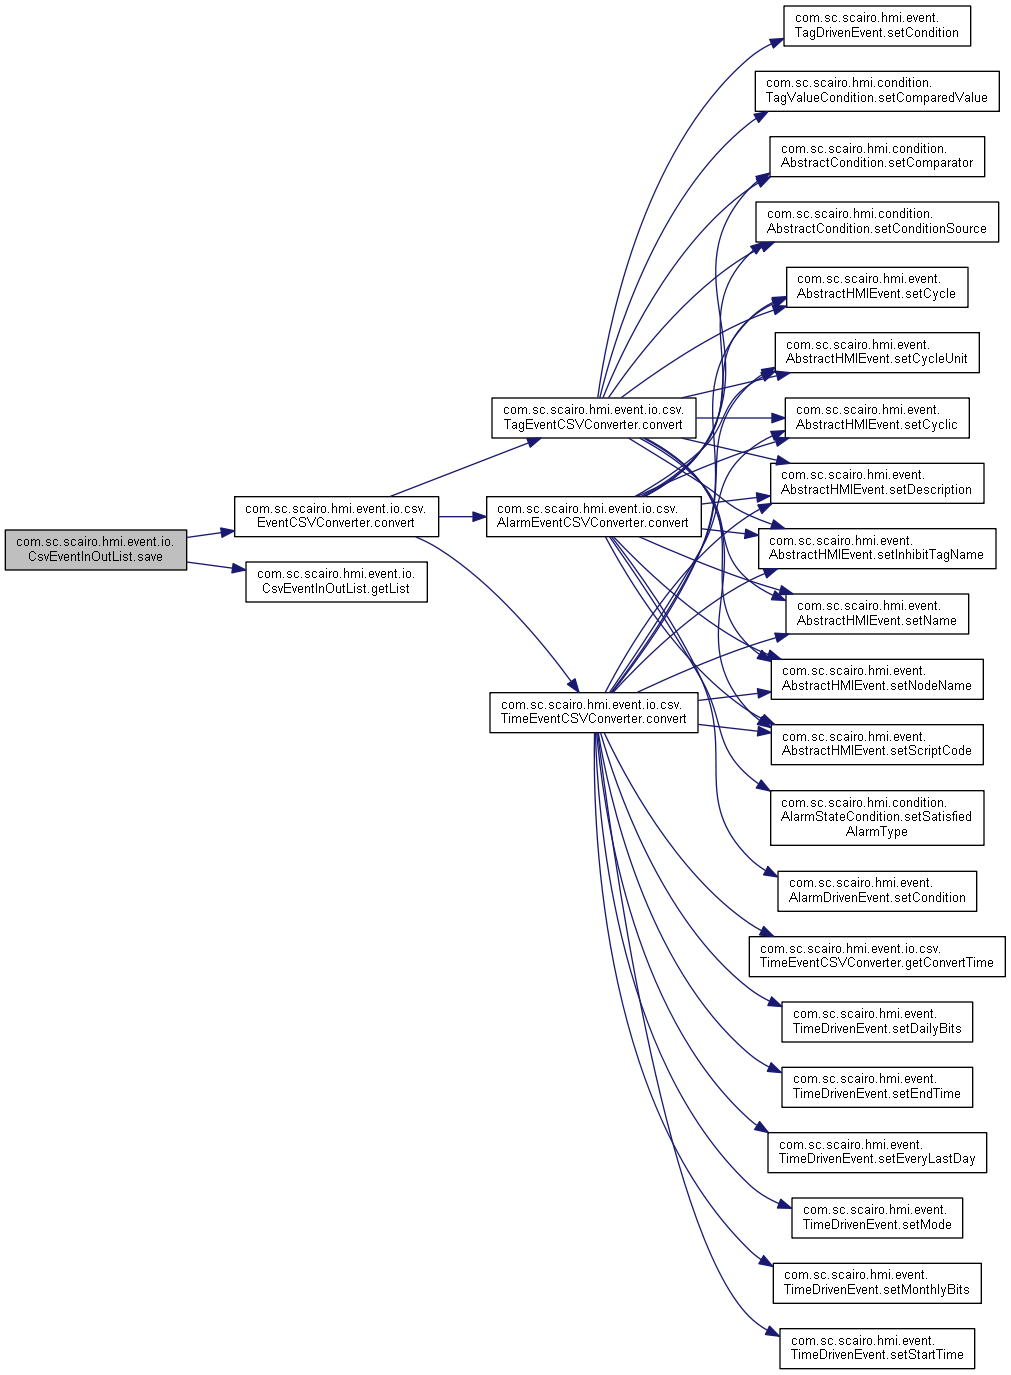 com.sc.scairo.hmi.event.io.
CsvEventInOutList.save
com.sc.scairo.hmi.event.io.csv.
EventCSVConverter.convert
com.sc.scairo.hmi.event.io.
CsvEventInOutList.getList
com.sc.scairo.hmi.event.io.csv.
TagEventCSVConverter.convert
com.sc.scairo.hmi.event.io.csv.
AlarmEventCSVConverter.convert
com.sc.scairo.hmi.event.io.csv.
TimeEventCSVConverter.convert
com.sc.scairo.hmi.event.
TagDrivenEvent.setCondition
com.sc.scairo.hmi.condition.
TagValueCondition.setComparedValue
com.sc.scairo.hmi.condition.
AbstractCondition.setComparator
com.sc.scairo.hmi.condition.
AbstractCondition.setConditionSource
com.sc.scairo.hmi.event.
AbstractHMIEvent.setCycle
com.sc.scairo.hmi.event.
AbstractHMIEvent.setCycleUnit
com.sc.scairo.hmi.event.
AbstractHMIEvent.setCyclic
com.sc.scairo.hmi.event.
AbstractHMIEvent.setDescription
com.sc.scairo.hmi.event.
AbstractHMIEvent.setInhibitTagName
com.sc.scairo.hmi.event.
AbstractHMIEvent.setName
com.sc.scairo.hmi.event.
AbstractHMIEvent.setNodeName
com.sc.scairo.hmi.event.
AbstractHMIEvent.setScriptCode
com.sc.scairo.hmi.condition.
AlarmStateCondition.setSatisfied
AlarmType
com.sc.scairo.hmi.event.
AlarmDrivenEvent.setCondition
com.sc.scairo.hmi.event.io.csv.
TimeEventCSVConverter.getConvertTime
com.sc.scairo.hmi.event.
TimeDrivenEvent.setDailyBits
com.sc.scairo.hmi.event.
TimeDrivenEvent.setEndTime
com.sc.scairo.hmi.event.
TimeDrivenEvent.setEveryLastDay
com.sc.scairo.hmi.event.
TimeDrivenEvent.setMode
com.sc.scairo.hmi.event.
TimeDrivenEvent.setMonthlyBits
com.sc.scairo.hmi.event.
TimeDrivenEvent.setStartTime